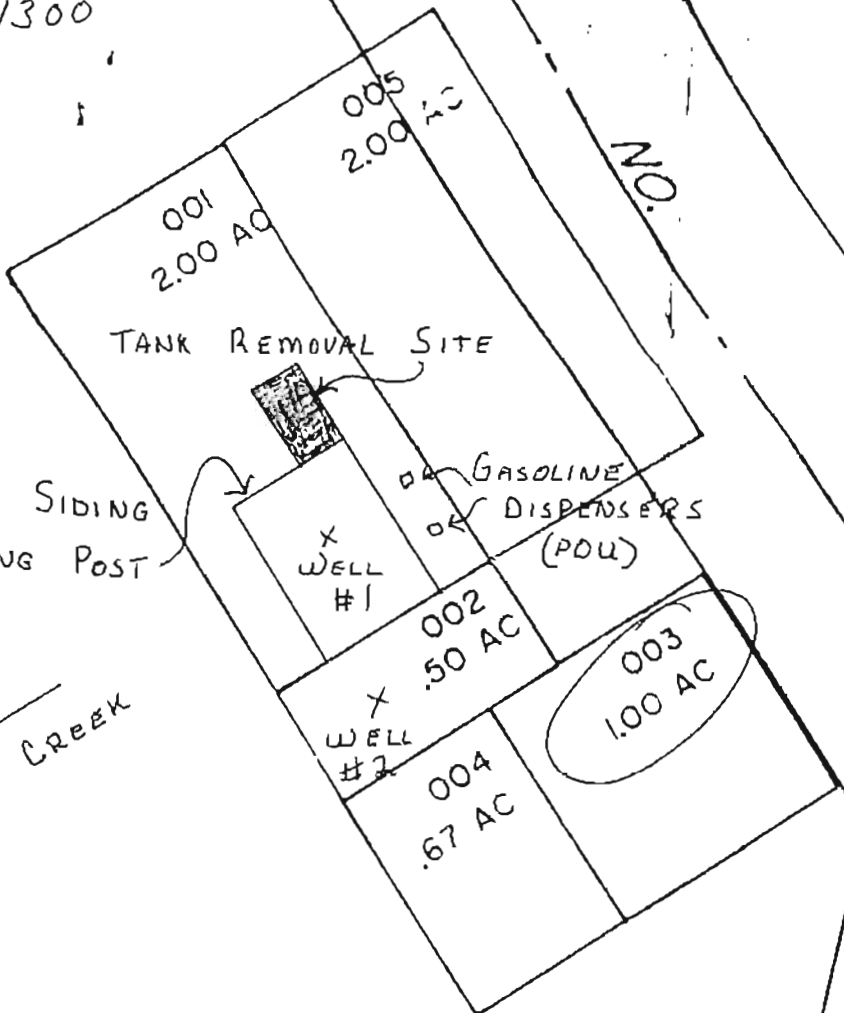 1300
005
2.00 AC
NO.
001
2.00 AC
TANK REMOVAL SITE
GASOLINE
DISPENSERS
(POU)
SIDING
NG POST
X
WELL
#1
002
.50 AC
003
1.00 AC
X
WELL
#2
CREEK
004
.67 AC